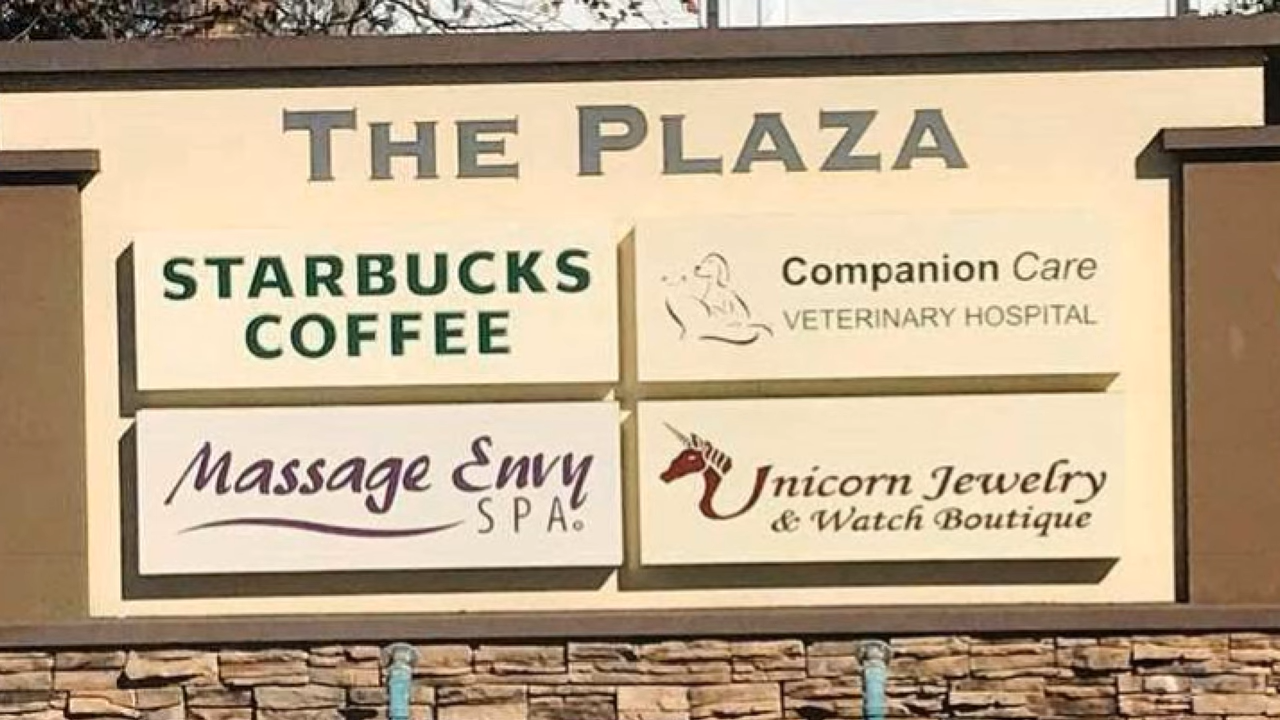 THE PLAZA
STARBUCKS
COFFEE
Companion Care
VETERINARY HOSPITAL
Massage Envy
SPA®
Unicorn Jewelry
& Watch Boutique